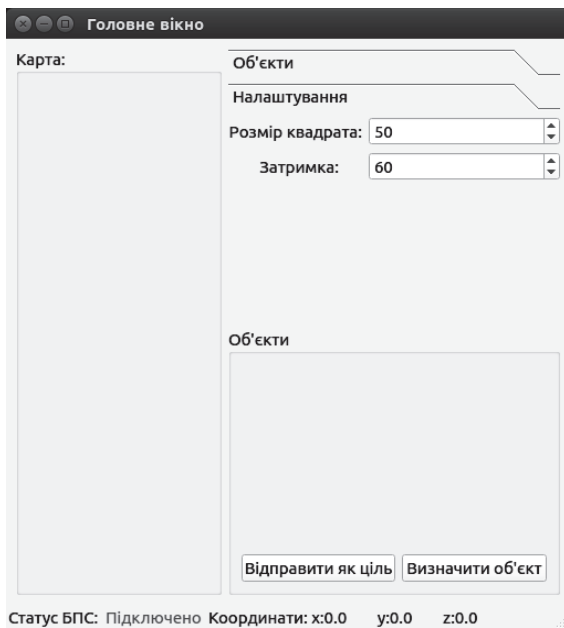 Головне вікно
Карта:
Об'єкти
Налаштування
Розмір квадрата: 50
Затримка: 60
Об'єкти
Відправити як ціль Визначити об'єкт
Статус БПС: Підключено Координати: x:0.0 y:0.0 z:0.0